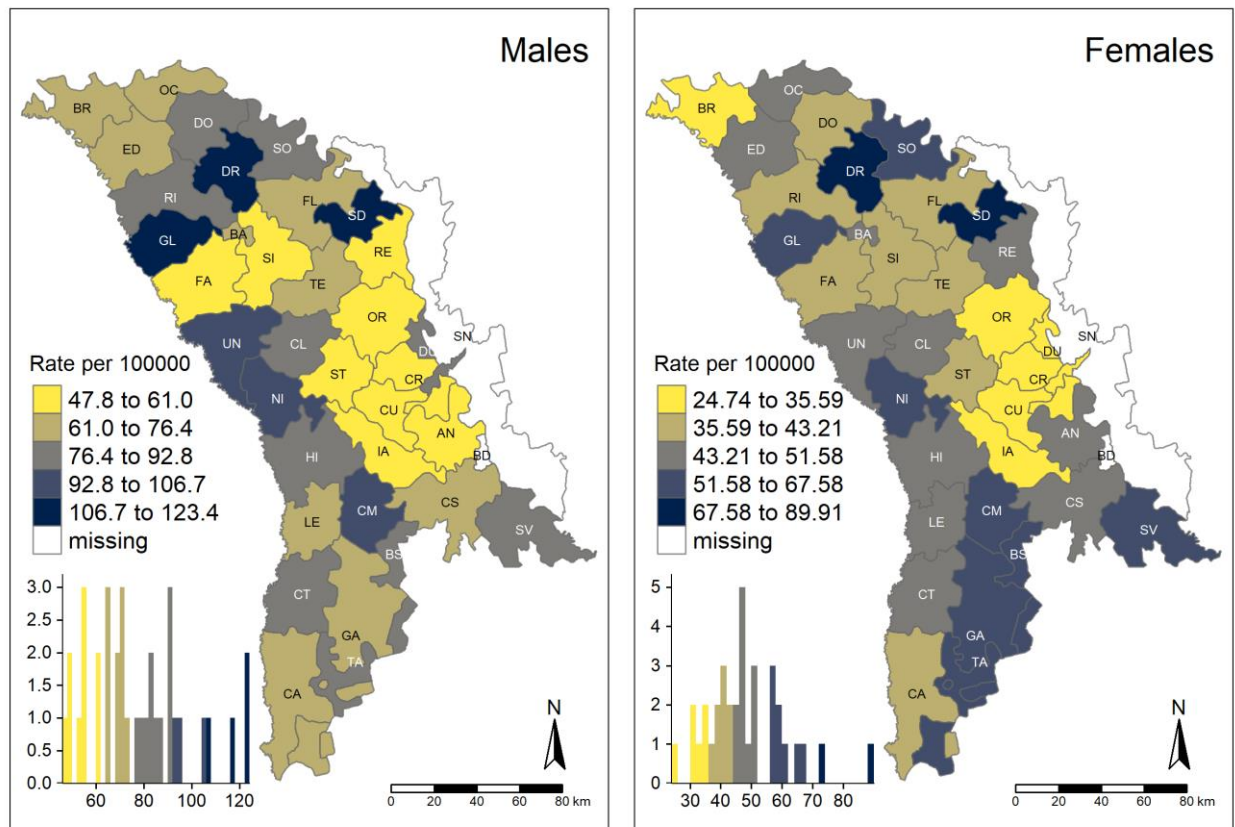 Males
OC
BR
DO
ED
SO
DR
RI
FL
SD
GL
BA
RE
SI
FA
TE
OR
SN
UN
CL
DU
ST
CR
NI
CU
AN
IA
BD
HI
CS
CM
LE
SV
BS
CT
GA
TA
CA
Rate per 100000
47.8 to 61.0
61.0 to 76.4
76.4 to 92.8
92.8 to 106.7
106.7 to 123.4
missing
3.0
2.5
2.0
1.5
1.0
0.5
0.0
60 80 100 120
N
0 20 40 60 80 km
Females
OC
BR
DO
ED
SO
DR
RI
FL
SD
GL
BA
RE
SI
FA
TE
OR
SN
UN
CL
DU
ST
CR
NI
CU
AN
IA
BD
HI
CS
CM
LE
SV
BS
CT
GA
TA
CA
Rate per 100000
24.74 to 35.59
35.59 to 43.21
43.21 to 51.58
51.58 to 67.58
67.58 to 89.91
missing
5
4
3
2
1
0
30 40 50 60 70 80
N
0 20 40 60 80 km